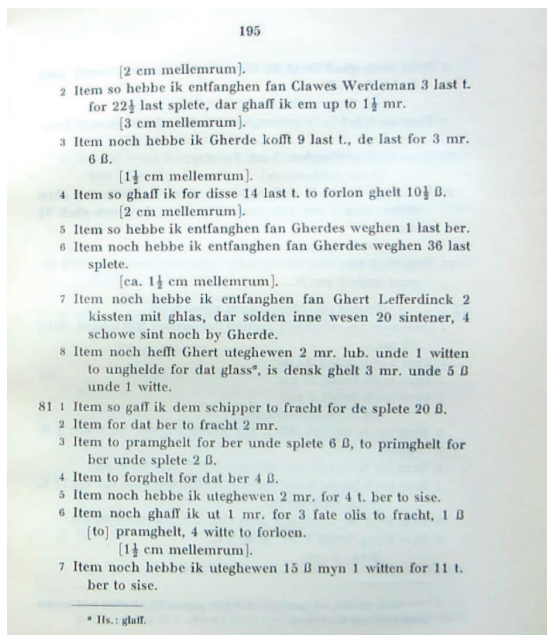 195
[2 cm mellemrum].
2 Item so hebbe ik entfanghen fan Clawes Werdeman 3 last t.
for 22½ last splete, dar ghaff ik em up to 1½ mr.
[3 cm mellemrum].
3 Item noch hebbe ik Gherde kofft 9 last t., de last for 3 mr.
6 ß.
[1½ cm mellemrum].
4 Item so ghaff ik for disse 14 last t. to forlon ghelt 10½ ß.
[2 cm mellemrum].
5 Item so hebbe ik entfanghen fan Gherdes weghen 1 last ber.
6 Item noch hebbe ik entfanghen fan Gherdes weghen 36 last
splete.
[ca. 1½ cm mellemrum].
7 Item noch hebbe ik entfanghen fan Ghert Lefferdinck 2
kissten mit ghlas, dar solden inne wesen 20 sintener, 4
schowe sint noch by Gherde.
8 Item noch hefft Ghert uteghewen 2 mr. lub. unde 1 witten
to unghelde for dat glassª, is densk ghelt 3 mr. unde 5 ß
unde 1 witte.
81 1 Item so gaff ik dem schipper to fracht for de splete 20 ß.
2 Item for dat ber to fracht 2 mr.
3 Item to pramghelt for ber unde splete 6 ß, to primghelt for
ber unde splete 2 ß.
4 Item to forghelt for dat ber 4 ß.
5 Item noch hebbe ik uteghewen 2 mr. for 4 t. ber to sise.
6 Item noch ghaff ik ut 1 mr. for 3 fate olis to fracht, 1 ß
[to] pramghelt, 4 witte to forloen.
[1½ cm mellemrum].
7 Item noch hebbe ik uteghewen 15 ß myn 1 witten for 11 t.
ber to sise.
ª Hs.: glaff.